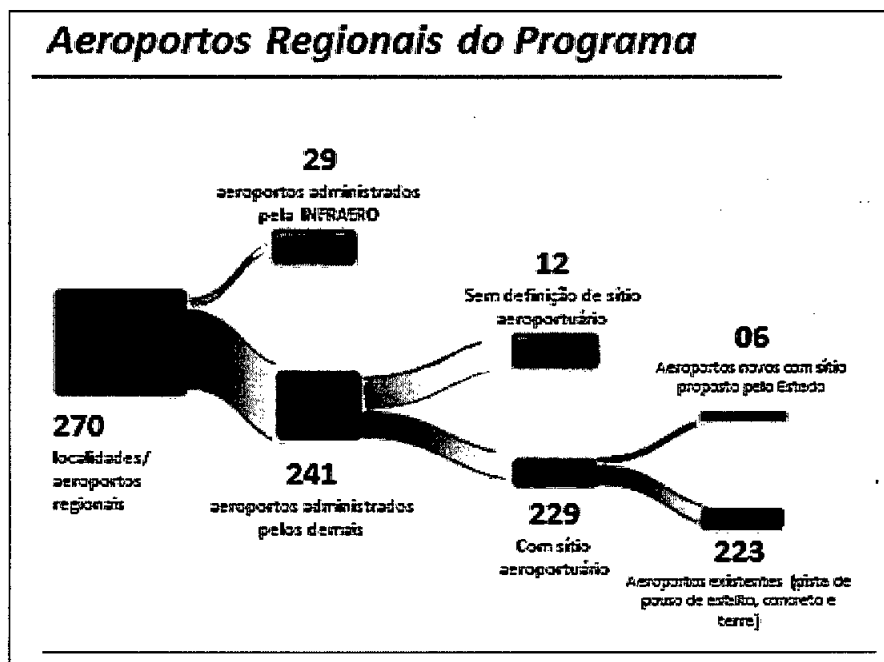 Aeroportos Regionais do Programa
29
aeroportos administrados
pela INFRAERO
12
Sem definição de sítio
aeroportuário
06
Aeroportos novos com sítio
proposto pelo Estado
270
localidades/
aeroportos
regionais
241
aeroportos administrados
pelos demais
229
Com sítio
aeroportuário
223
Aeroportos existentes (pista de
pouso de asfalto, concreto e
terra)